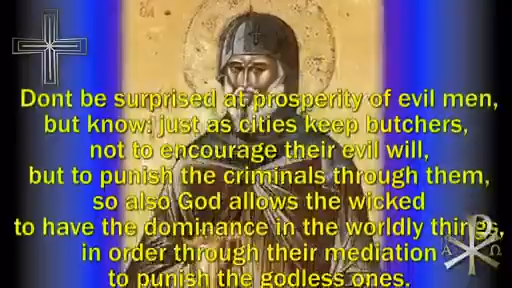 Dont be surprised at prosperity of evil men,
but know: just as cities keep butchers,
not to encourage their evil will,
but to punish the criminals through them,
so also God allows the wicked
to have the dominance in the worldly things,
in order through their mediation
to punish the godless ones.
Α Ω